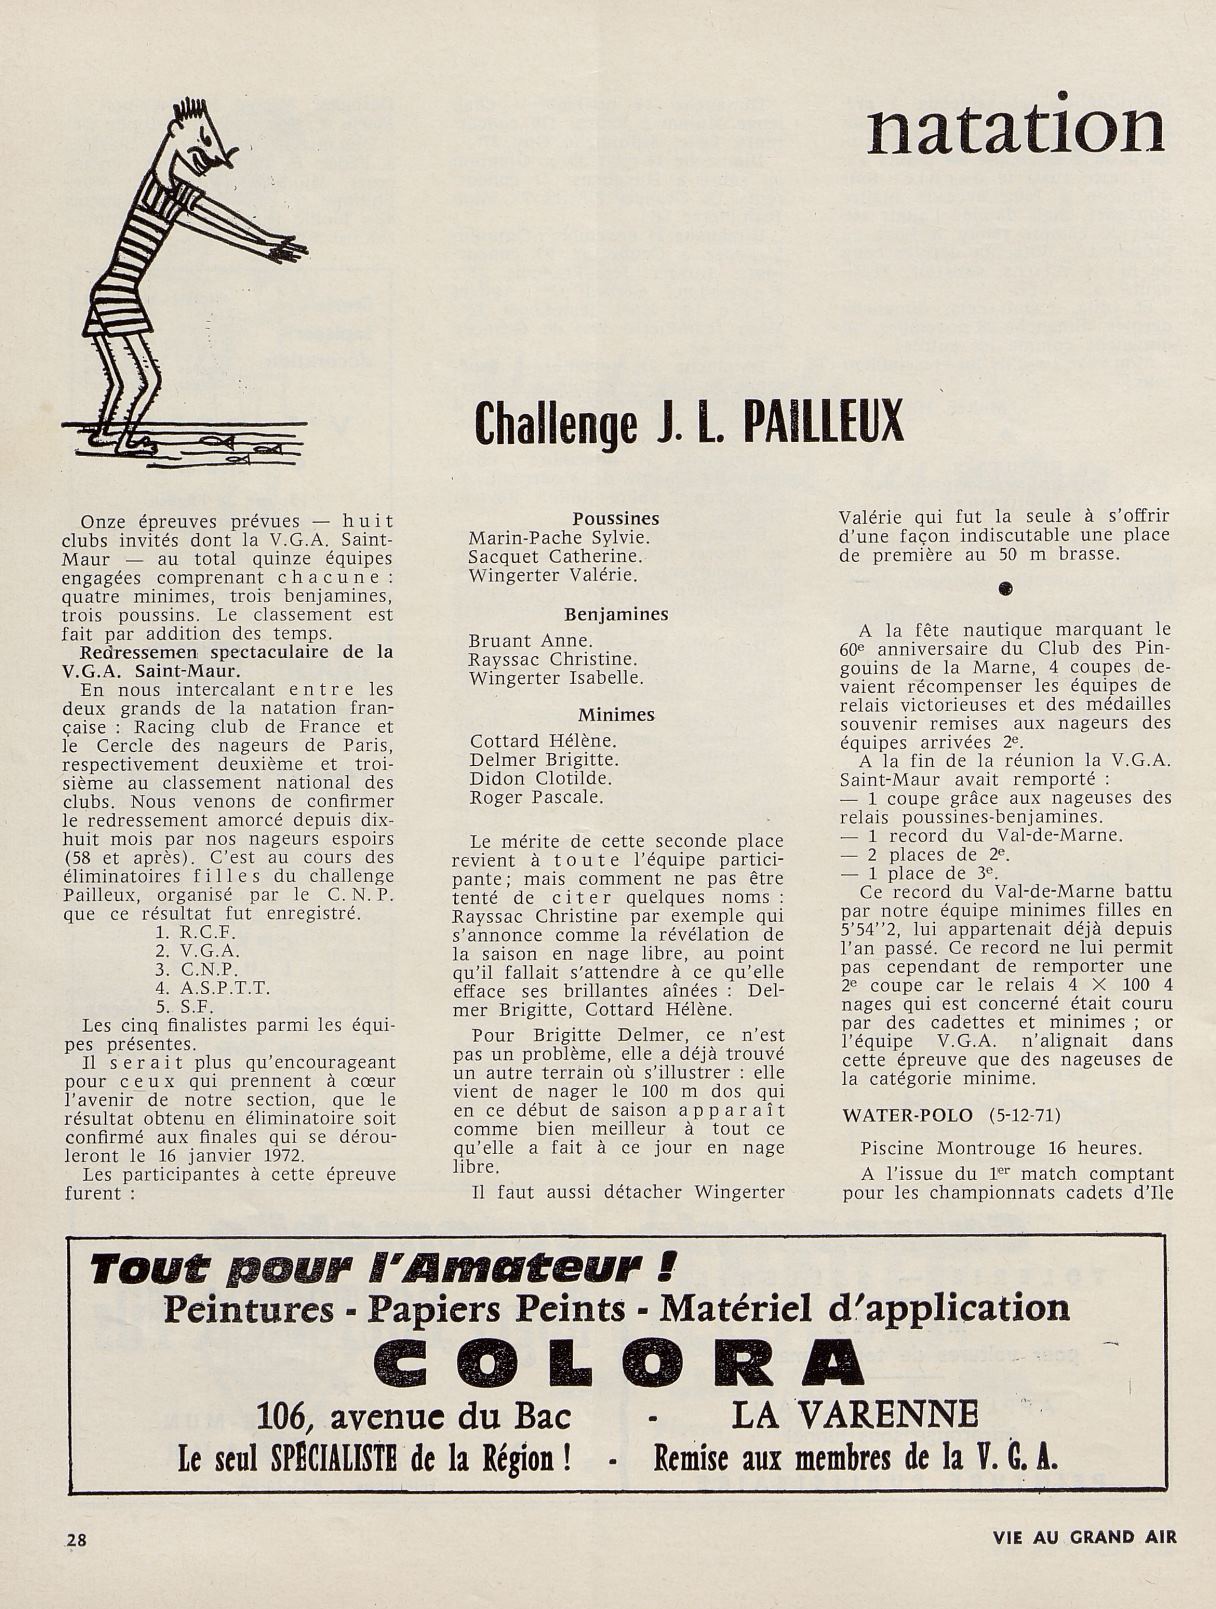 natation
Challenge J. L. PAILLEUX
Onze épreuves prévues — huit
clubs invités dont la V.G.A. Saint-
Maur — au total quinze équipes
engagées comprenant chacune :
quatre minimes, trois benjamines,
trois poussins. Le classement est
fait par addition des temps.
Redressemen spectaculaire de la
V.G.A. Saint-Maur.
En nous intercalant entre les
deux grands de la natation fran-
çaise : Racing club de France et
le Cercle des nageurs de Paris,
respectivement deuxième et troi-
sième au classement national des
clubs. Nous venons de confirmer
le redressement amorcé depuis dix-
huit mois par nos nageurs espoirs
(58 et après). C'est au cours des
éliminatoires filles du challenge
Pailleux, organisé par le C. N. P.
que ce résultat fut enregistré.
1. R.C.F.
2. V.G.A.
3. C.N.P.
4. A.S.P.T.T.
5. S.F.
Les cinq finalistes parmi les équi-
pes présentes.
Il serait plus qu'encourageant
pour ceux qui prennent à cœur
l'avenir de notre section, que le
résultat obtenu en éliminatoire soit
confirmé aux finales qui se dérou-
leront le 16 janvier 1972.
Les participantes à cette épreuve
furent :
Poussines
Marin-Pache Sylvie.
Sacquet Catherine.
Wingerter Valérie.
Benjamines
Bruant Anne.
Rayssac Christine.
Wingerter Isabelle.
Minimes
Cottard Hélène.
Delmer Brigitte.
Didon Clotilde.
Roger Pascale.
Le mérite de cette seconde place
revient à toute l'équipe partici-
pante ; mais comment ne pas être
tenté de citer quelques noms :
Rayssac Christine par exemple qui
s'annonce comme la révélation de
la saison en nage libre, au point
qu'il fallait s'attendre à ce qu'elle
efface ses brillantes aînées : Del-
mer Brigitte, Cottard Hélène.
Pour Brigitte Delmer, ce n'est
pas un problème, elle a déjà trouvé
un autre terrain où s'illustrer : elle
vient de nager le 100 m dos qui
en ce début de saison apparaît
comme bien meilleur à tout ce
qu'elle a fait à ce jour en nage
libre.
Il faut aussi détacher Wingerter
Valérie qui fut la seule à s'offrir
d'une façon indiscutable une place
de première au 50 m brasse.
●
A la fête nautique marquant le
60e anniversaire du Club des Pin-
gouins de la Marne, 4 coupes de-
vaient récompenser les équipes de
relais victorieuses et des médailles
souvenir remises aux nageurs des
équipes arrivées 2e.
A la fin de la réunion la V.G.A.
Saint-Maur avait remporté :
— 1 coupe grâce aux nageuses des
relais poussines-benjamines.
— 1 record du Val-de-Marne.
— 2 places de 2e.
— 1 place de 3e.
Ce record du Val-de-Marne battu
par notre équipe minimes filles en
5'54''2, lui appartenait déjà depuis
l'an passé. Ce record ne lui permit
pas cependant de remporter une
2e coupe car le relais 4 × 100 4
nages qui est concerné était couru
par des cadettes et minimes ; or
l'équipe V.G.A. n'alignait dans
cette épreuve que des nageuses de
la catégorie minime.
WATER-POLO (5-12-71)
Piscine Montrouge 16 heures.
A l'issue du 1er match comptant
pour les championnats cadets d'Ile
Tout pour l'Amateur !
Peintures - Papiers Peints - Matériel d'application
COLORA
106, avenue du Bac - LA VARENNE
Le seul SPÉCIALISTE de la Région ! - Remise aux membres de la V. G. A.
28
VIE AU GRAND AIR